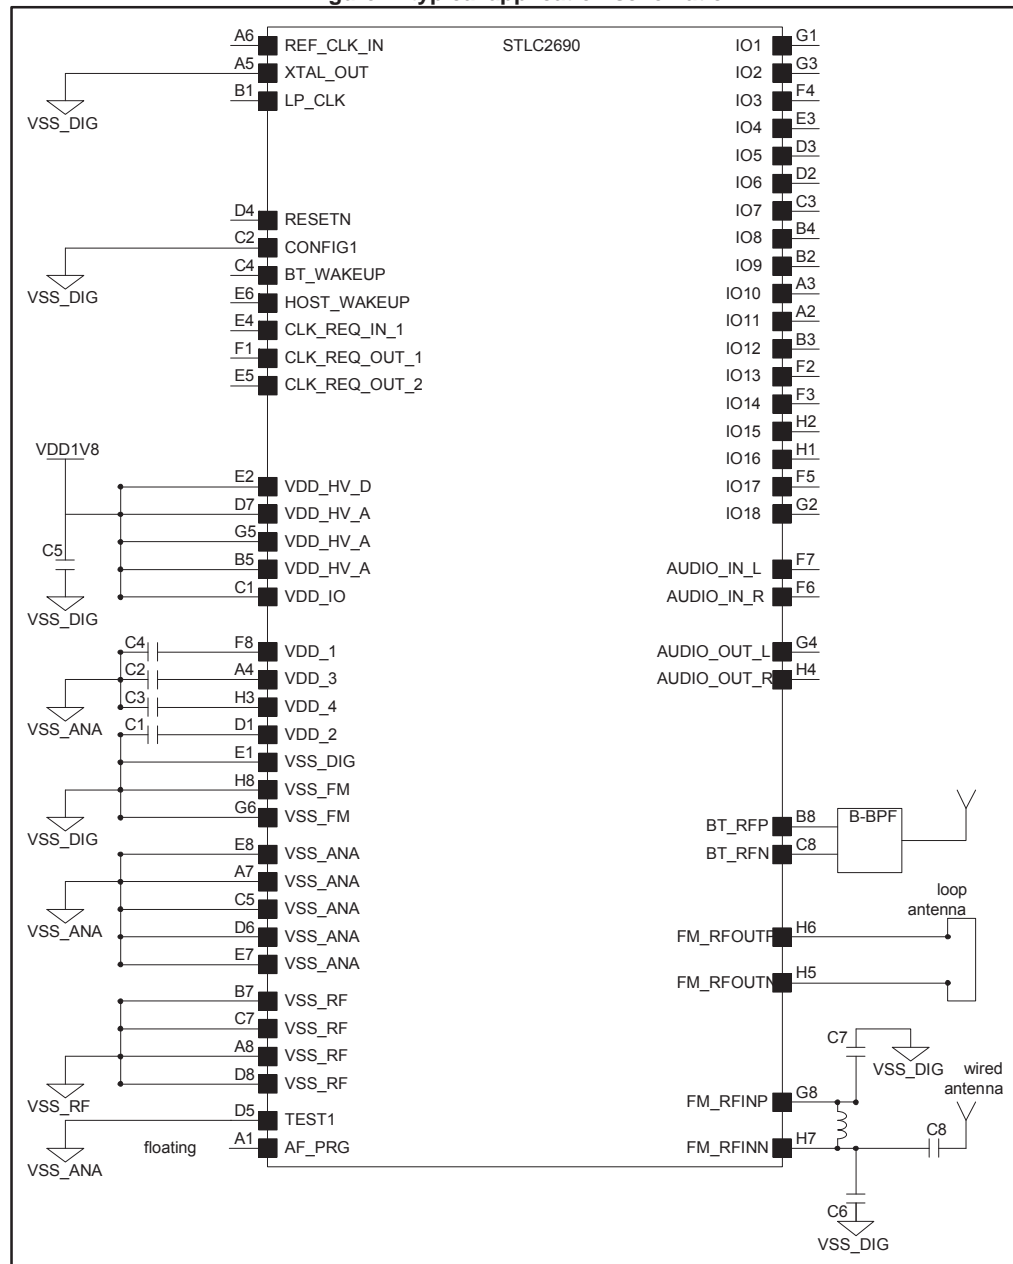 A6 REF_CLK_IN STLC2690 IO1 G1
A5 XTAL_OUT IO2 G3
B1 LP_CLK IO3 F4
VSS_DIG
IO4 E3
IO5 D3
IO6 D2
D4 RESETN IO7 C3
C2 CONFIG1 IO8 B4
C4 BT_WAKEUP IO9 B2
VSS_DIG
E6 HOST_WAKEUP IO10 A3
E4 CLK_REQ_IN_1 IO11 A2
F1 CLK_REQ_OUT_1 IO12 B3
E5 CLK_REQ_OUT_2 IO13 F2
IO14 F3
IO15 H2
VDD1V8 IO16 H1
E2 VDD_HV_D IO17 F5
D7 VDD_HV_A IO18 G2
G5 VDD_HV_A
C5
B5 VDD_HV_A AUDIO_IN_L F7
C1 VDD_IO AUDIO_IN_R F6
VSS_DIG
C4 F8 VDD_1 AUDIO_OUT_L G4
C2 A4 VDD_3 AUDIO_OUT_R H4
C3 H3 VDD_4
VSS_ANA
C1 D1 VDD_2
E1 VSS_DIG
H8 VSS_FM
G6 VSS_FM
VSS_DIG
BT_RFP B8 B-BPF
E8 VSS_ANA BT_RFN C8
A7 VSS_ANA
loop
antenna
C5 VSS_ANA
VSS_ANA
D6 VSS_ANA FM_RFOUTP H6
E7 VSS_ANA
FM_RFOUTN H5
B7 VSS_RF
C7 VSS_RF
C7
A8 VSS_RF
VSS_DIG wired
antenna
D8 VSS_RF
VSS_RF
FM_RFINP G8
D5 TEST1
floating A1 AF_PRG FM_RFINN H7 C8
VSS_ANA
C6
VSS_DIG